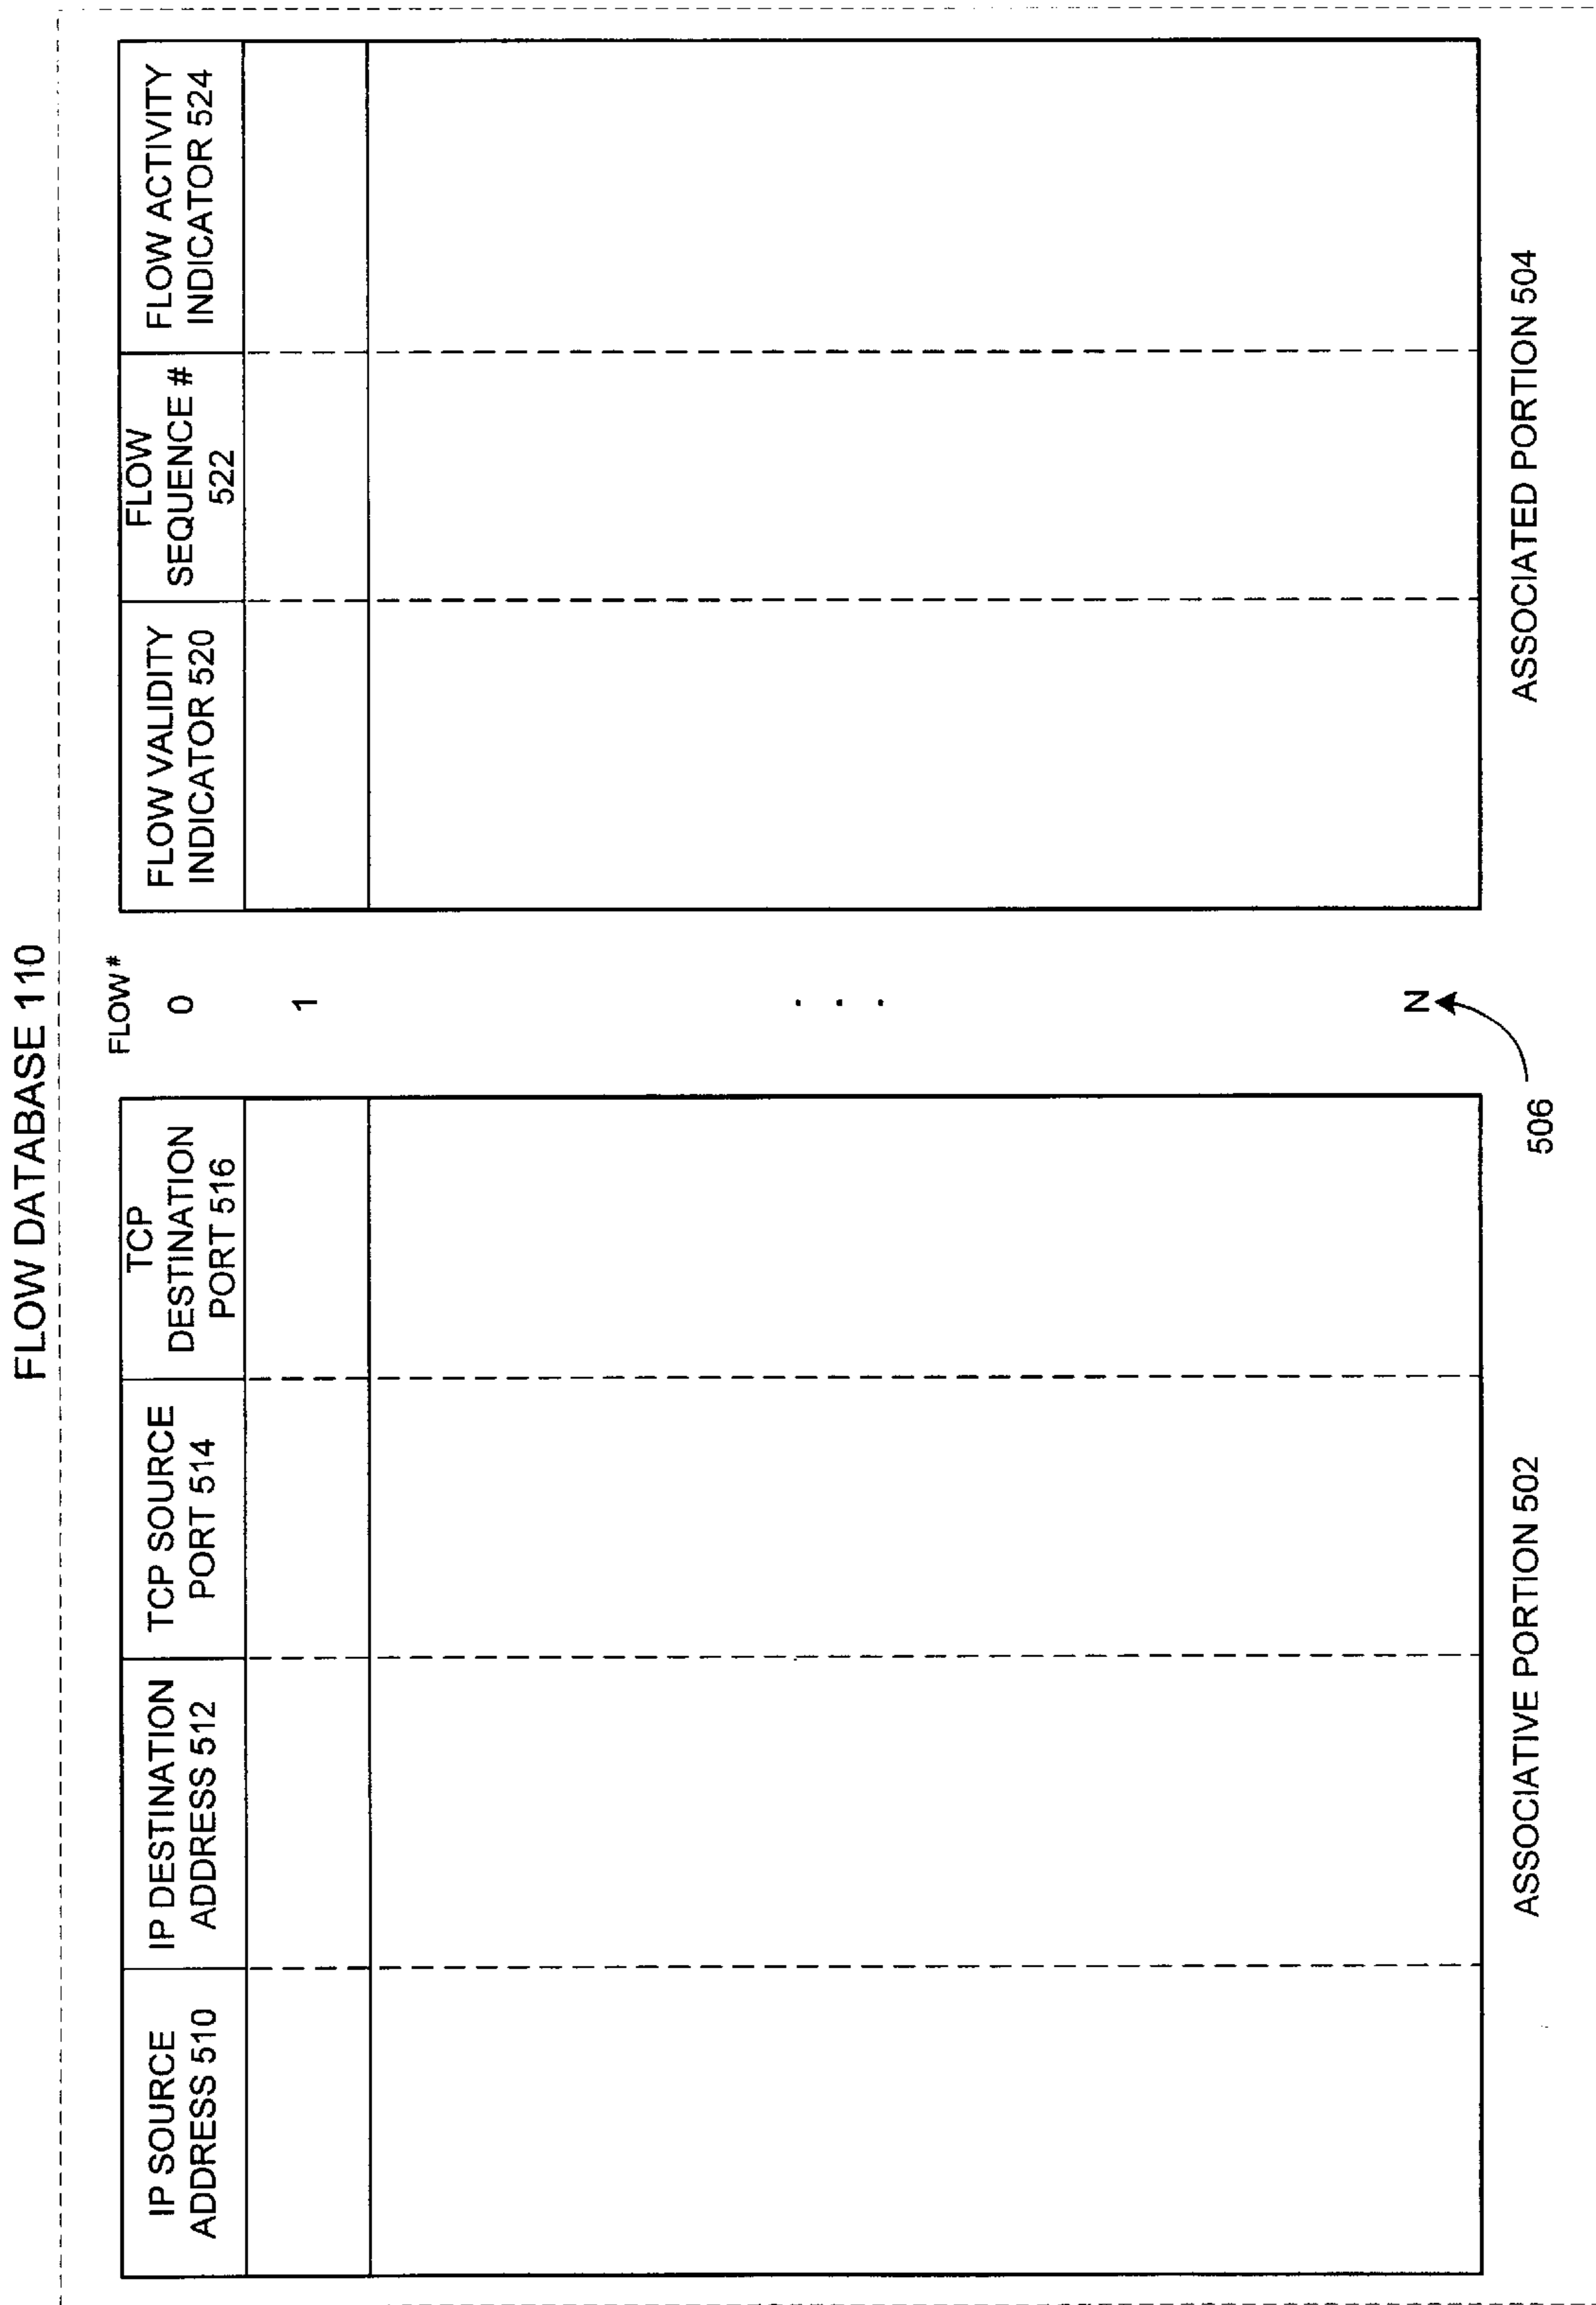 FLOW DATABASE 110
IP SOURCE
ADDRESS 510
IP DESTINATION
ADDRESS 512
TCP SOURCE
PORT 514
TCP
DESTINATION
PORT 516
FLOW #
0
1
. . .
N
506
FLOW VALIDITY
INDICATOR 520
FLOW
SEQUENCE #
522
FLOW ACTIVITY
INDICATOR 524
ASSOCIATIVE PORTION 502
ASSOCIATED PORTION 504